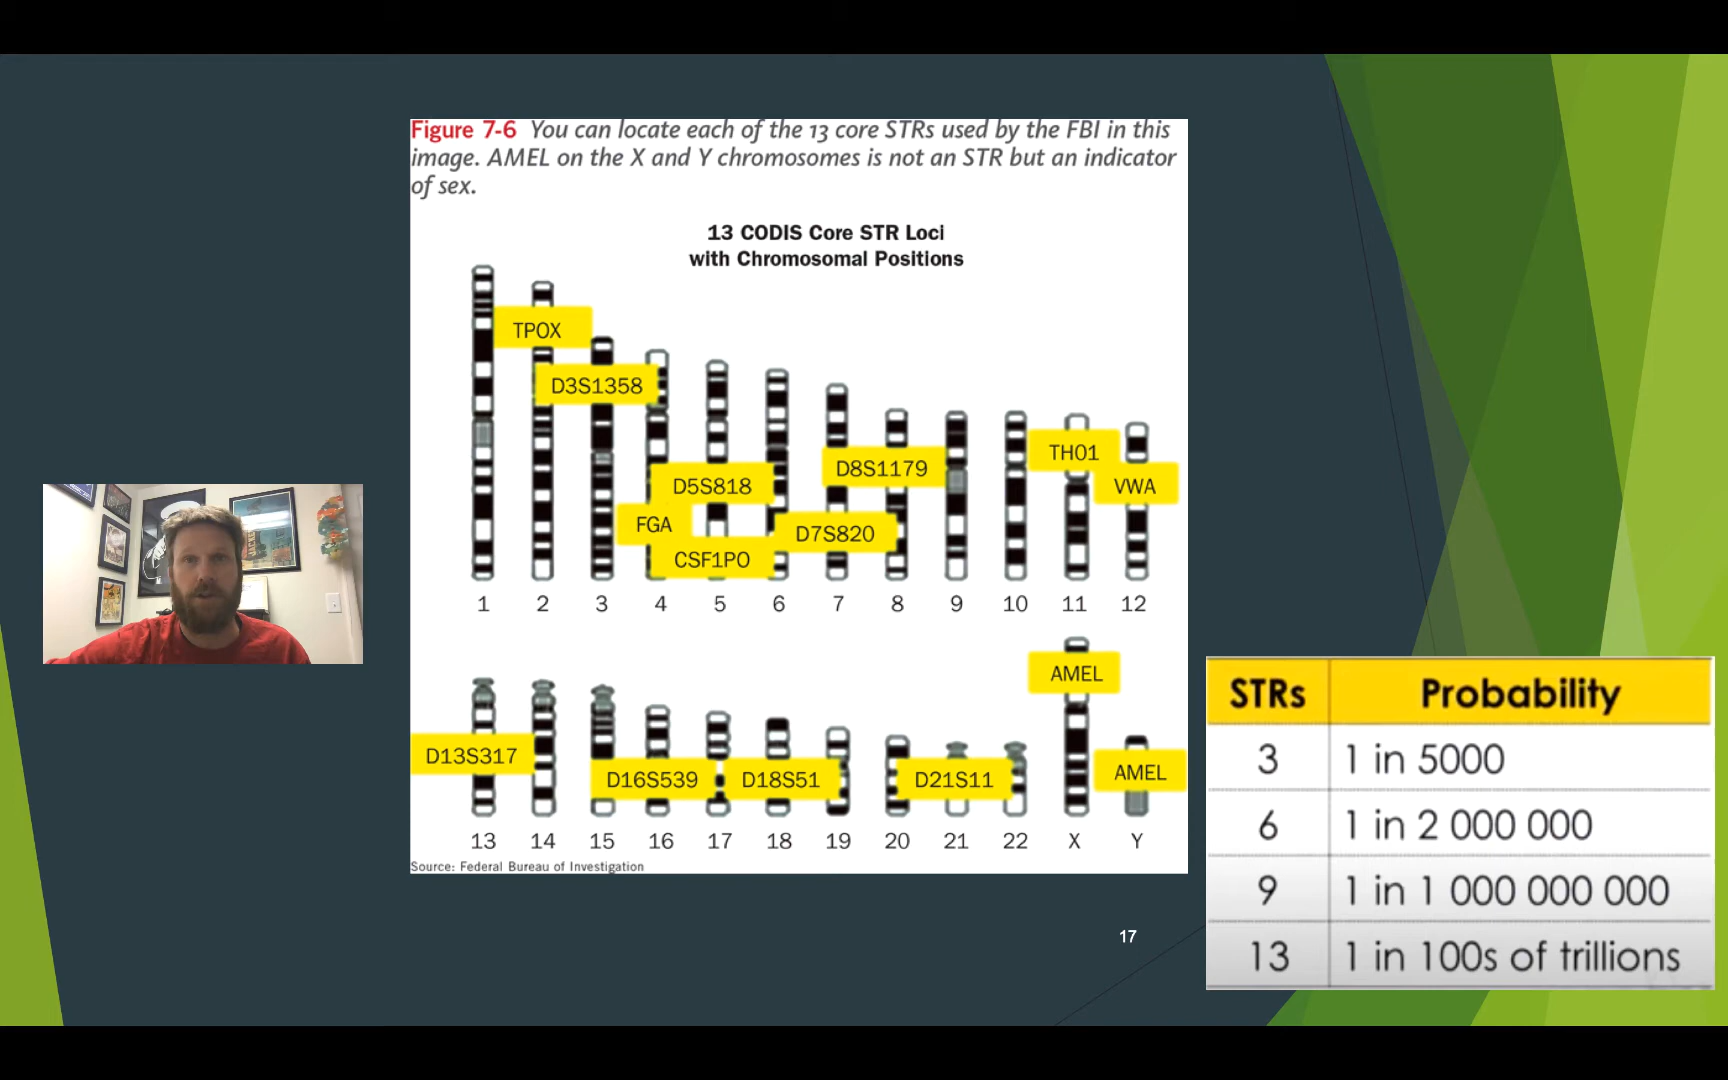 Figure 7-6 You can locate each of the 13 core STRs used by the FBI in this
image. AMEL on the X and Y chromosomes is not an STR but an indicator
of sex.
13 CODIS Core STR Loci
with Chromosomal Positions
TPOX
D3S1358
TH01
D8S1179
D5S818
VWA
FGA
D7S820
CSF1PO
1 2 3 4 5 6 7 8 9 10 11 12
AMEL
D13S317
AMEL
D16S539
D18S51
D21S11
13 14 15 16 17 18 19 20 21 22 X Y
Source: Federal Bureau of Investigation
17
STRs Probability
3 1 in 5000
6 1 in 2 000 000
9 1 in 1 000 000 000
13 1 in 100s of trillions